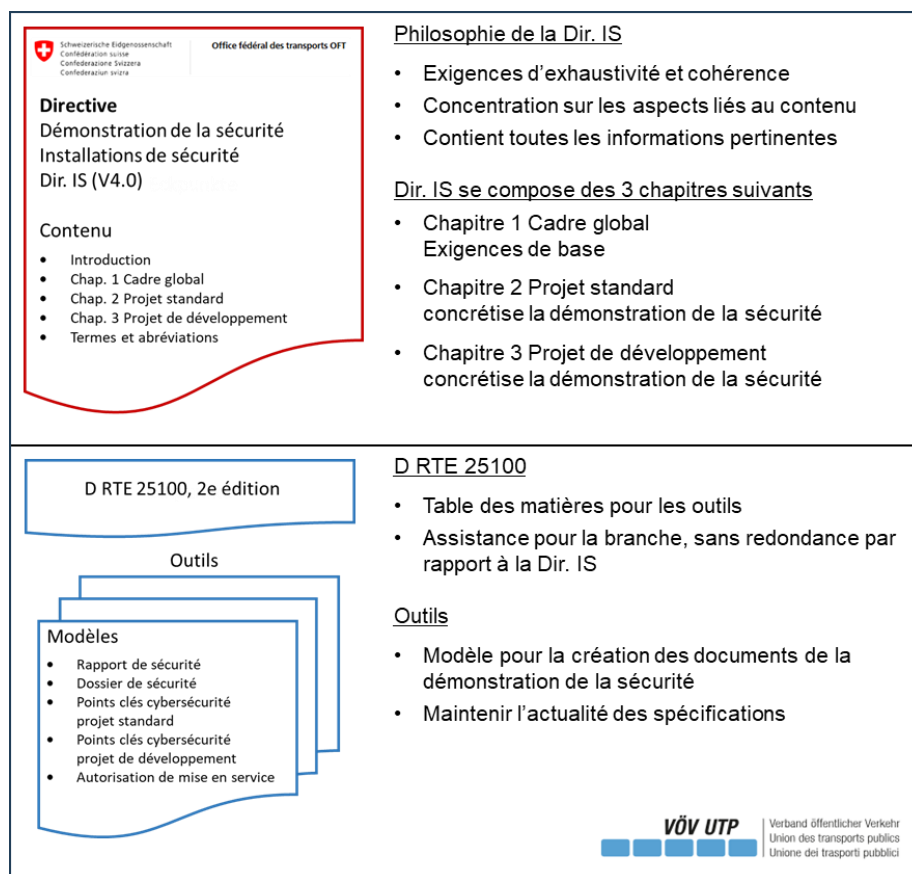 Schweizerische Eidgenossenschaft
Confédération suisse
Confederazione Svizzera
Confederaziun svizra
Office fédéral des transports OFT
Directive
Démonstration de la sécurité
Installations de sécurité
Dir. IS (V4.0)
Contenu
• Introduction
• Chap. 1 Cadre global
• Chap. 2 Projet standard
• Chap. 3 Projet de développement
• Termes et abréviations
Philosophie de la Dir. IS
• Exigences d'exhaustivité et cohérence
• Concentration sur les aspects liés au contenu
• Contient toutes les informations pertinentes
Dir. IS se compose des 3 chapitres suivants
• Chapitre 1 Cadre global
Exigences de base
• Chapitre 2 Projet standard
concrétise la démonstration de la sécurité
• Chapitre 3 Projet de développement
concrétise la démonstration de la sécurité
D RTE 25100, 2e édition
Outils
Modèles
• Rapport de sécurité
• Dossier de sécurité
• Points clés cybersécurité
projet standard
• Points clés cybersécurité
projet de développement
• Autorisation de mise en service
D RTE 25100
• Table des matières pour les outils
• Assistance pour la branche, sans redondance par
rapport à la Dir. IS
Outils
• Modèle pour la création des documents de la
démonstration de la sécurité
• Maintenir l'actualité des spécifications
VÖV UTP
Verband öffentlicher Verkehr
Union des transports publics
Unione dei trasporti pubblici